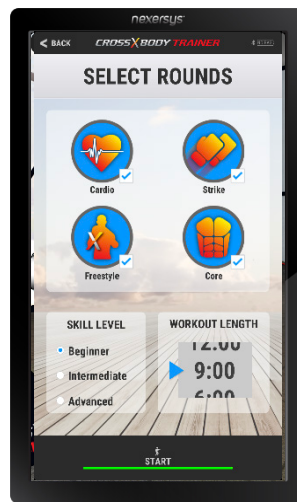 nexersys
< BACK CROSS X BODY TRAINER
SELECT ROUNDS
Cardio Strike
Freestyle Core
SKILL LEVEL WORKOUT LENGTH
Beginner
Intermediate
Advanced
12:00
9:00
6:00
START